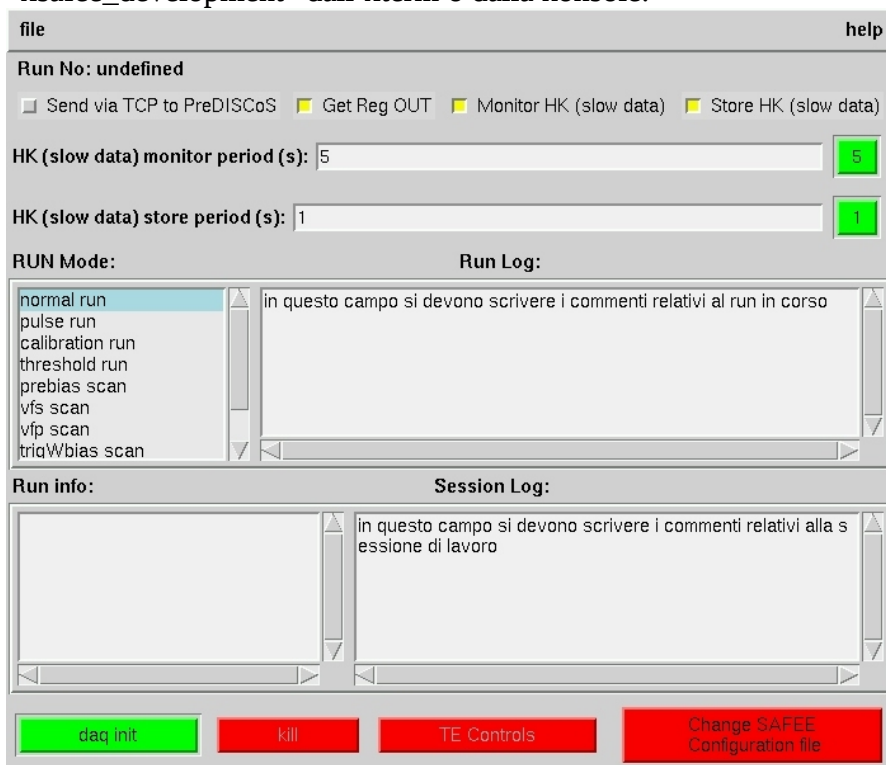 file help
Run No: undefined
Send via TCP to PreDISCoS Get Reg OUT Monitor HK (slow data) Store HK (slow data)
HK (slow data) monitor period (s): 5 5
HK (slow data) store period (s): 1 1
RUN Mode: Run Log:
normal run
pulse run
calibration run
threshold run
prebias scan
vfs scan
vfp scan
trigWbias scan
in questo campo si devono scrivere i commenti relativi al run in corso
Run info: Session Log:
in questo campo si devono scrivere i commenti relativi alla s
essione di lavoro
daq init kill TE Controls Change SAFEE
Configuration file